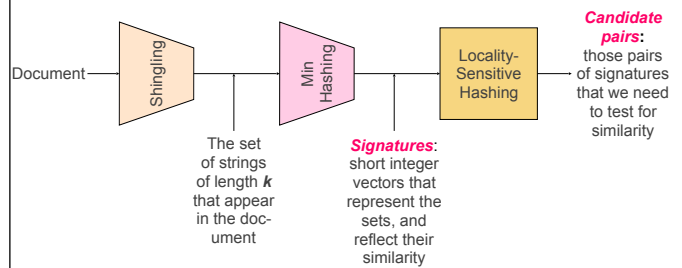 Document
Shingling
The set
of strings
of length k
that appear
in the doc-
ument
Min
Hashing
Signatures:
short integer
vectors that
represent the
sets, and
reflect their
similarity
Locality-
Sensitive
Hashing
Candidate
pairs:
those pairs
of signatures
that we need
to test for
similarity